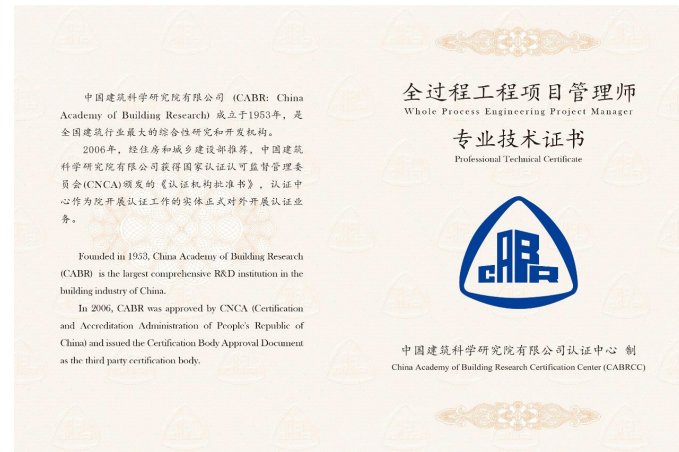 中国建筑科学研究院有限公司 (CABR: China
Academy of Building Research) 成立于1953年，是
全国建筑行业最大的综合性研究和开发机构。
2006年，经住房和城乡建设部推荐，中国建筑
科学研究院有限公司获得国家认证认可监督管理委
员会(CNCA)颁发的《认证机构批准书》，认证中
心作为院开展认证工作的实体正式对外开展认证业
务。
Founded in 1953, China Academy of Building Research
(CABR) is the largest comprehensive R&D institution in the
building industry of China.
In 2006, CABR was approved by CNCA (Certification
and Accreditation Administration of People's Republic of
China) and issued the Certification Body Approval Document
as the third party certification body.
全过程工程项目管理师
Whole Process Engineering Project Manager
专业技术证书
Professional Technical Certificate
CABR
中国建筑科学研究院有限公司认证中心 制
China Academy of Building Research Certification Center (CABRCC)